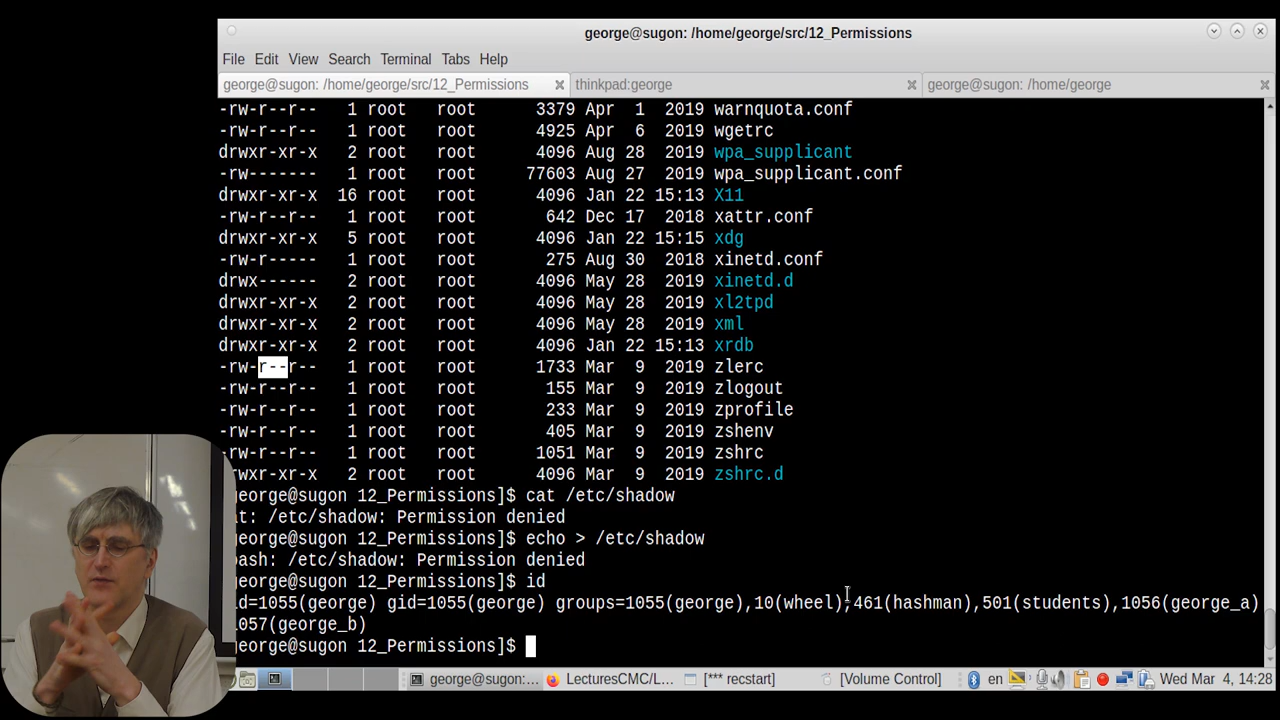 george@sugon: /home/george/src/12_Permissions
File Edit View Search Terminal Tabs Help
george@sugon: /home/george/src/12_Permissions thinkpad:george george@sugon: /home/george
-rw-r--r-- 1 root root 3379 Apr 1 2019 warnquota.conf
-rw-r--r-- 1 root root 4925 Apr 6 2019 wgetrc
drwxr-xr-x 2 root root 4096 Aug 28 2019 wpa_supplicant
-rw------- 1 root root 77603 Aug 27 2019 wpa_supplicant.conf
drwxr-xr-x 16 root root 4096 Jan 22 15:13 X11
-rw-r--r-- 1 root root 642 Dec 17 2018 xattr.conf
drwxr-xr-x 5 root root 4096 Jan 22 15:15 xdg
-rw-r----- 1 root root 275 Aug 30 2018 xinetd.conf
drwx------ 2 root root 4096 May 28 2019 xinetd.d
drwxr-xr-x 2 root root 4096 May 28 2019 xl2tpd
drwxr-xr-x 2 root root 4096 May 28 2019 xml
drwxr-xr-x 2 root root 4096 Jan 22 15:13 xrdb
-rw-r--r-- 1 root root 1733 Mar 9 2019 zlerc
-rw-r--r-- 1 root root 155 Mar 9 2019 zlogout
-rw-r--r-- 1 root root 233 Mar 9 2019 zprofile
-rw-r--r-- 1 root root 405 Mar 9 2019 zshenv
-rw-r--r-- 1 root root 1051 Mar 9 2019 zshrc
drwxr-xr-x 2 root root 4096 Mar 9 2019 zshrc.d
george@sugon 12_Permissions]$ cat /etc/shadow
at: /etc/shadow: Permission denied
george@sugon 12_Permissions]$ echo > /etc/shadow
bash: /etc/shadow: Permission denied
george@sugon 12_Permissions]$ id
id=1055(george) gid=1055(george) groups=1055(george),10(wheel),461(hashman),501(students),1056(george_a)
1057(george_b)
george@sugon 12_Permissions]$
george@sugon:... LecturesCMC/L... [*** recstart] [Volume Control] en Wed Mar 4, 14:28